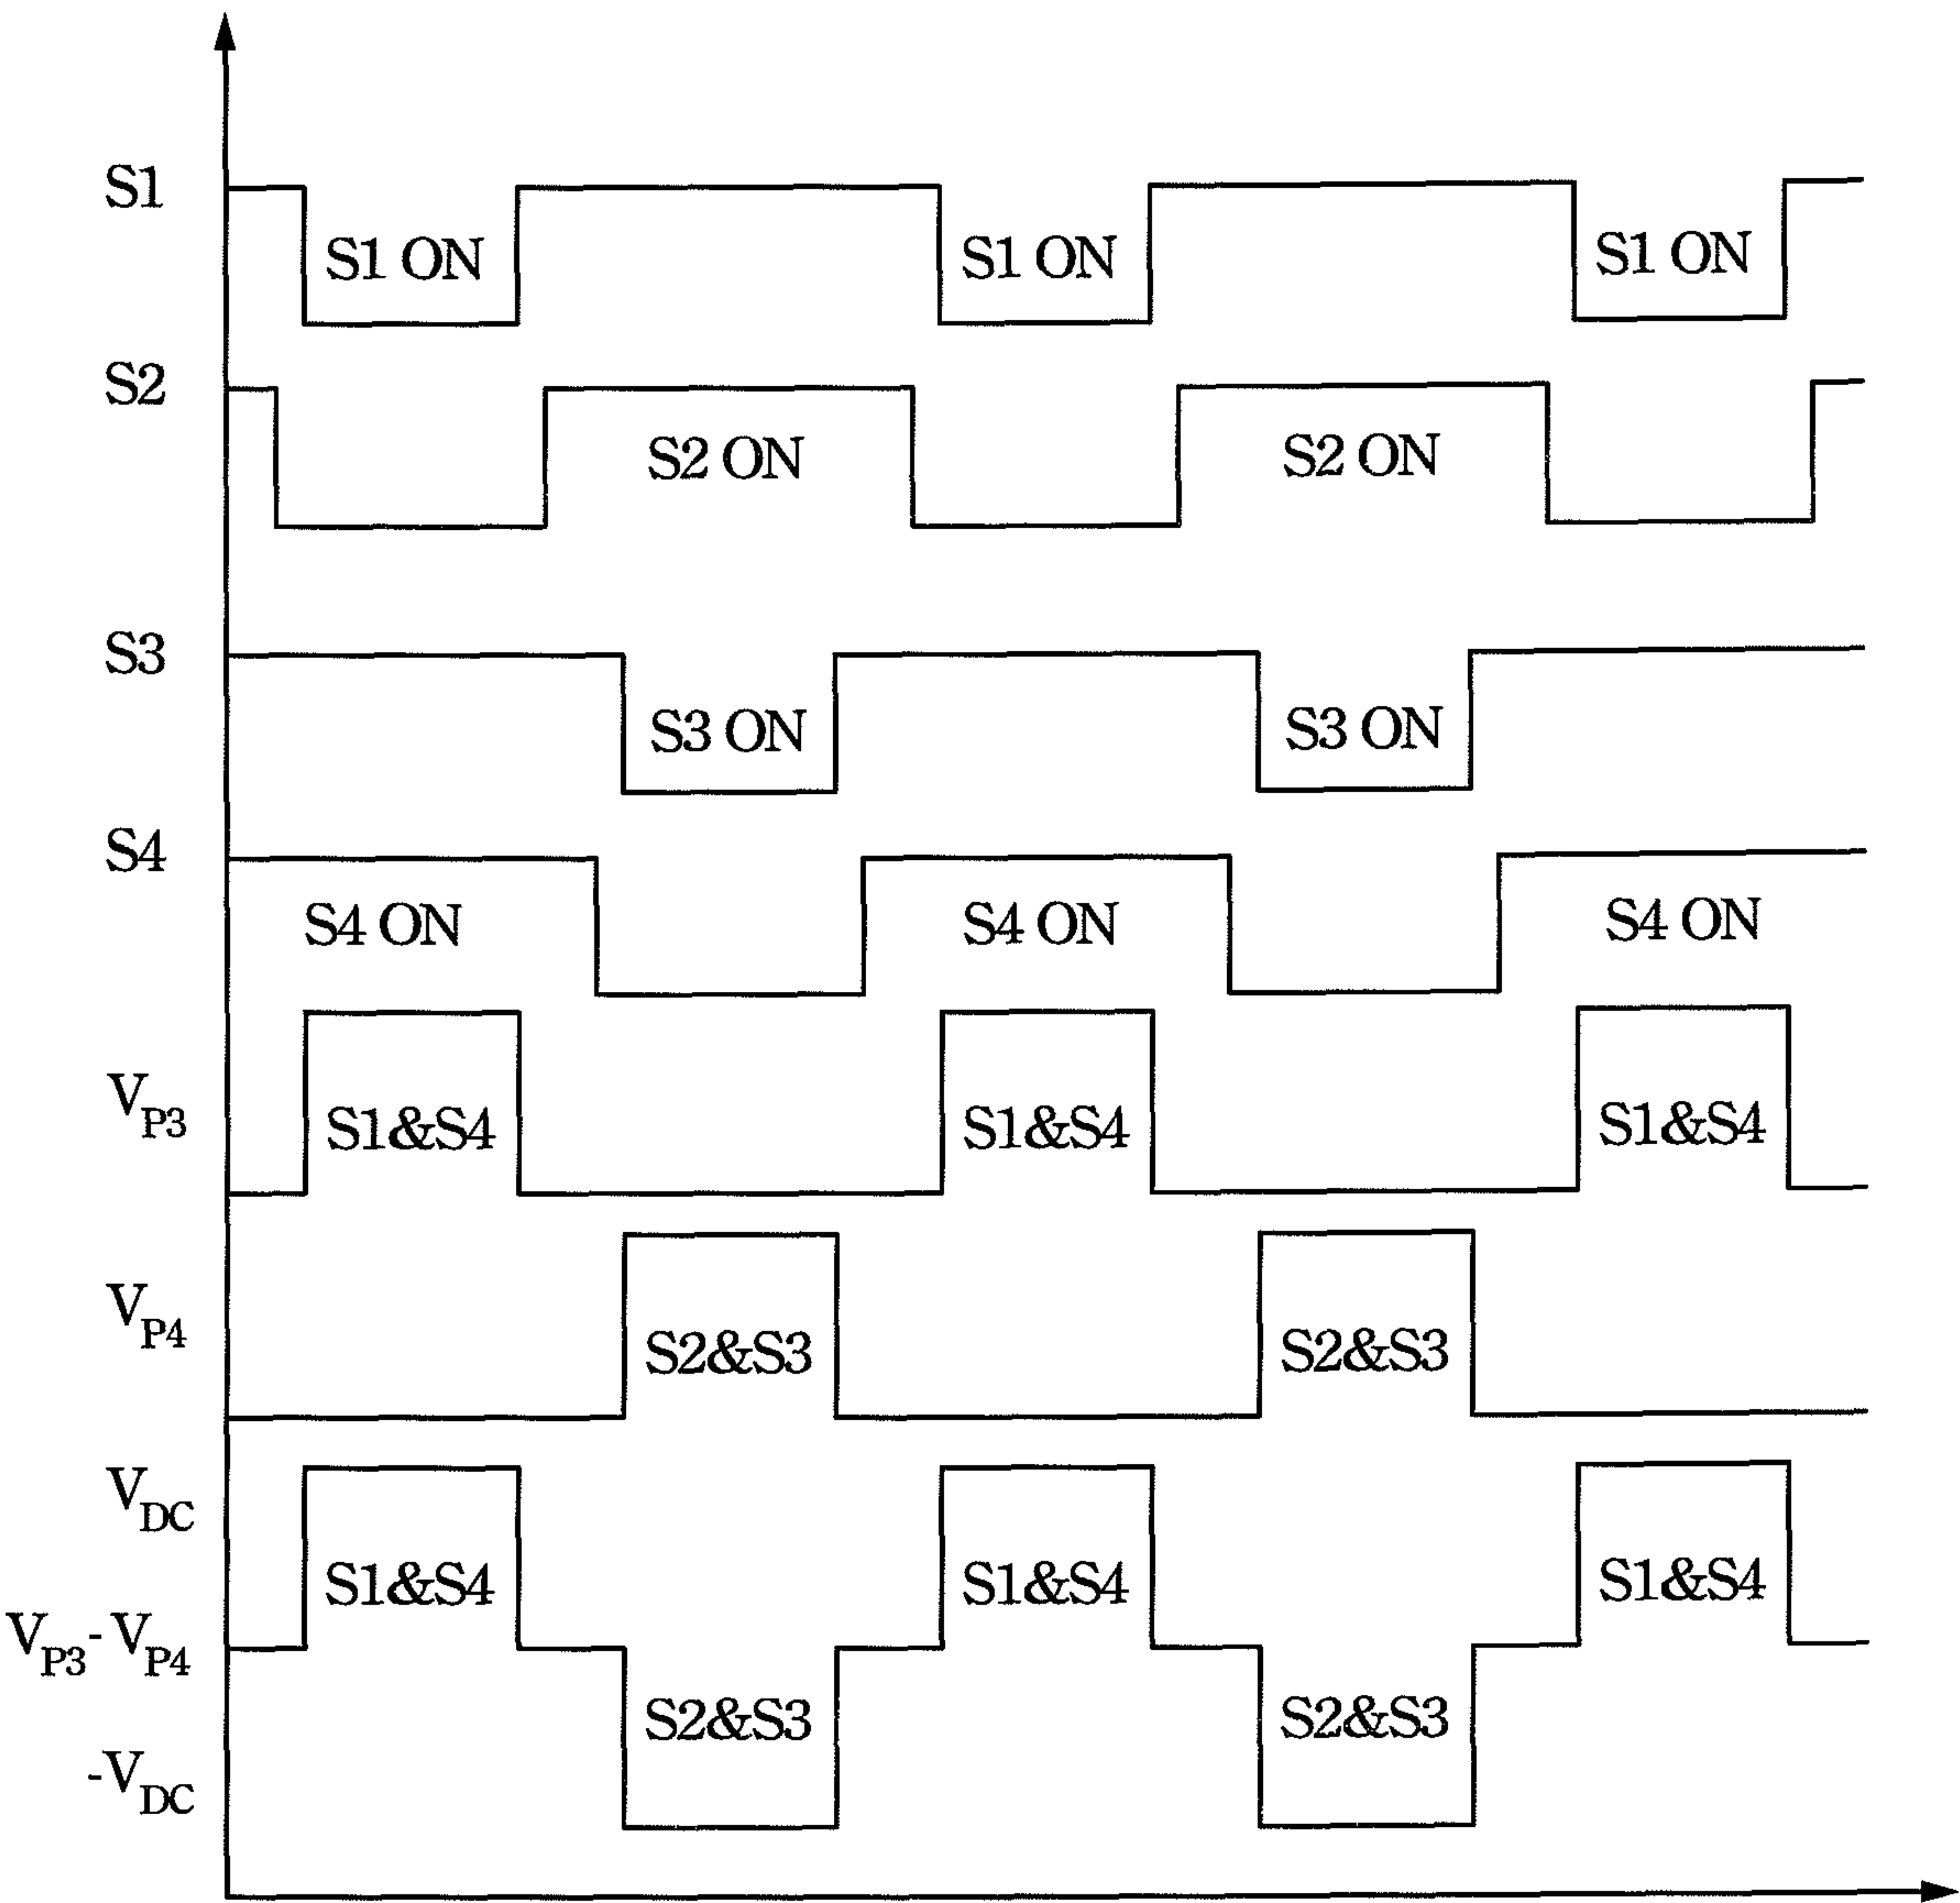 S1
S1 ON S1 ON S1 ON
S2
S2 ON S2 ON
S3
S3 ON S3 ON
S4
S4 ON S4 ON S4 ON
VP3
S1&S4 S1&S4 S1&S4
VP4
S2&S3 S2&S3
VDC
S1&S4 S1&S4 S1&S4
VP3-VP4
S2&S3 S2&S3
-VDC